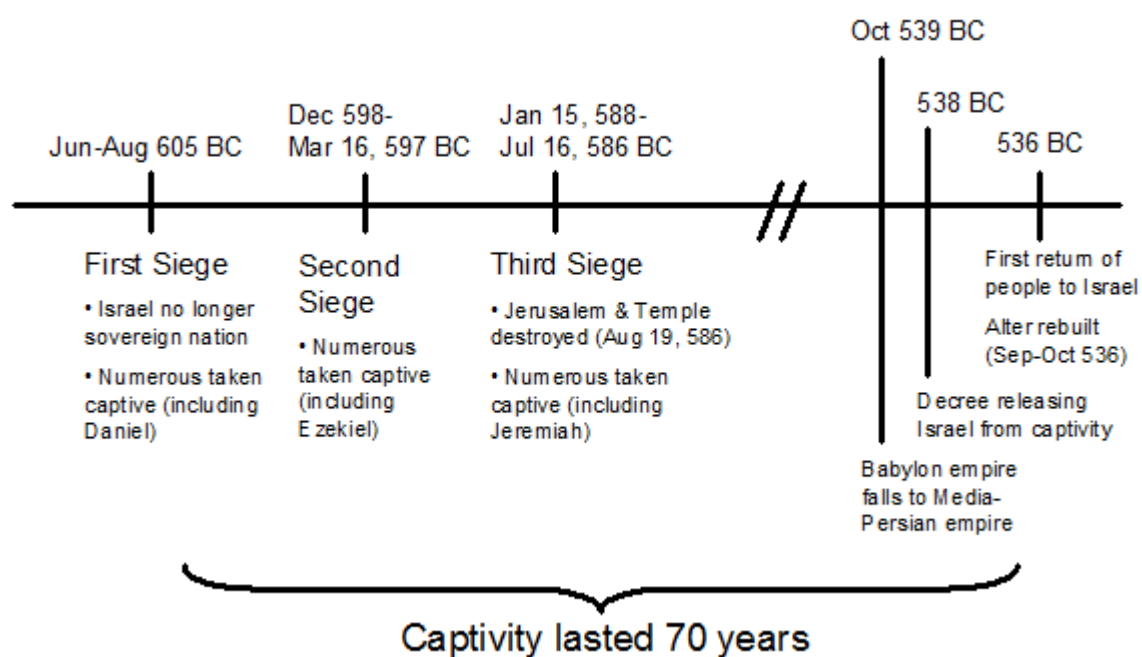 Jun-Aug 605 BC
First Siege
• Israel no longer
sovereign nation
• Numerous taken
captive (including
Daniel)
Dec 598-
Mar 16, 597 BC
Second
Siege
• Numerous
taken captive
(including
Ezekiel)
Jan 15, 588-
Jul 16, 586 BC
Third Siege
• Jerusalem & Temple
destroyed (Aug 19, 586)
• Numerous taken
captive (including
Jeremiah)
Oct 539 BC
Babylon empire
falls to Media-
Persian empire
538 BC
Decree releasing
Israel from captivity
536 BC
First return of
people to Israel
Alter rebuilt
(Sep-Oct 536)
Captivity lasted 70 years